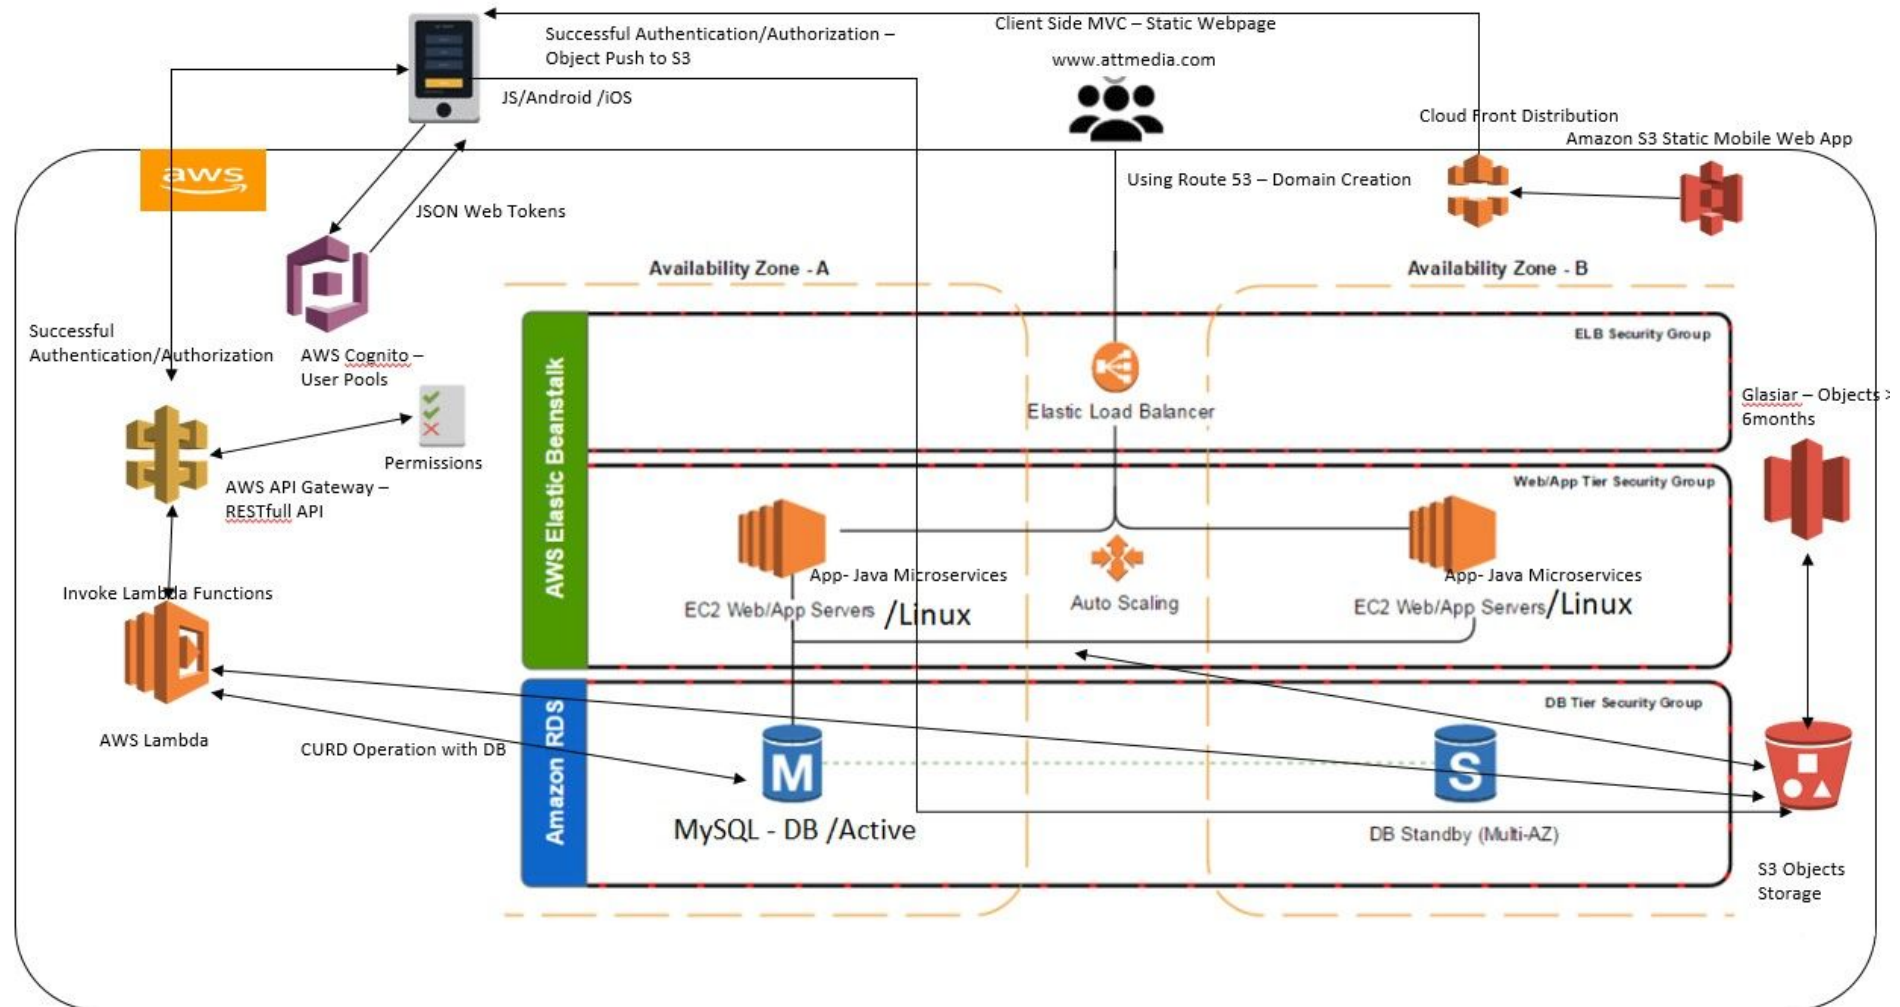 Successful Authentication/Authorization –
Object Push to S3
JS/Android /iOS
Client Side MVC – Static Webpage
www.attmedia.com
Cloud Front Distribution
Amazon S3 Static Mobile Web App
aws
Using Route 53 – Domain Creation
JSON Web Tokens
Availability Zone - A
Availability Zone - B
Successful
Authentication/Authorization
AWS Cognito –
User Pools
Permissions
AWS API Gateway –
RESTfull API
Invoke Lambda Functions
AWS Lambda
CURD Operation with DB
AWS Elastic Beanstalk
ELB Security Group
Elastic Load Balancer
Web/App Tier Security Group
App- Java Microservices
EC2 Web/App Servers /Linux
Auto Scaling
App- Java Microservices
EC2 Web/App Servers/Linux
Amazon RDS
DB Tier Security Group
M
S
MySQL - DB /Active
DB Standby (Multi-AZ)
Glasiar – Objects >
6months
S3 Objects
Storage